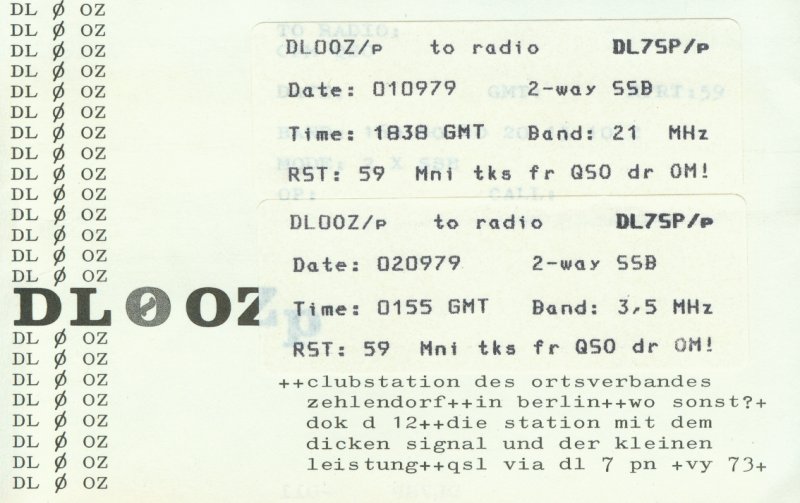 DL Ø OZ
DL Ø OZ
DL Ø OZ
DL Ø OZ
DL Ø OZ
DL Ø OZ
DL Ø OZ
DL Ø OZ
DL Ø OZ
DL Ø OZ
DL Ø OZ
DL Ø OZ
DL Ø OZ
DL Ø OZ
DLØOZ
DL Ø OZ
DL Ø OZ
DL Ø OZ
DL Ø OZ
DL Ø OZ
DL Ø OZ
DL Ø OZ
DL Ø OZ
TO RADIO:
DL0OZ/p to radio DL7SP/p
Date: 010979 2-way SSB
Time: 1838 GMT Band: 21 MHz
RST: 59 Mni tks fr QSO dr OM!
OP: CALL:
DL0OZ/p to radio DL7SP/p
Date: 020979 2-way SSB
Time: 0155 GMT Band: 3,5 MHz
RST: 59 Mni tks fr QSO dr OM!
++clubstation des ortsverbandes
zehlendorf++in berlin++wo sonst?+
dok d 12++die station mit dem
dicken signal und der kleinen
leistung++qsl via dl 7 pn +vy 73+